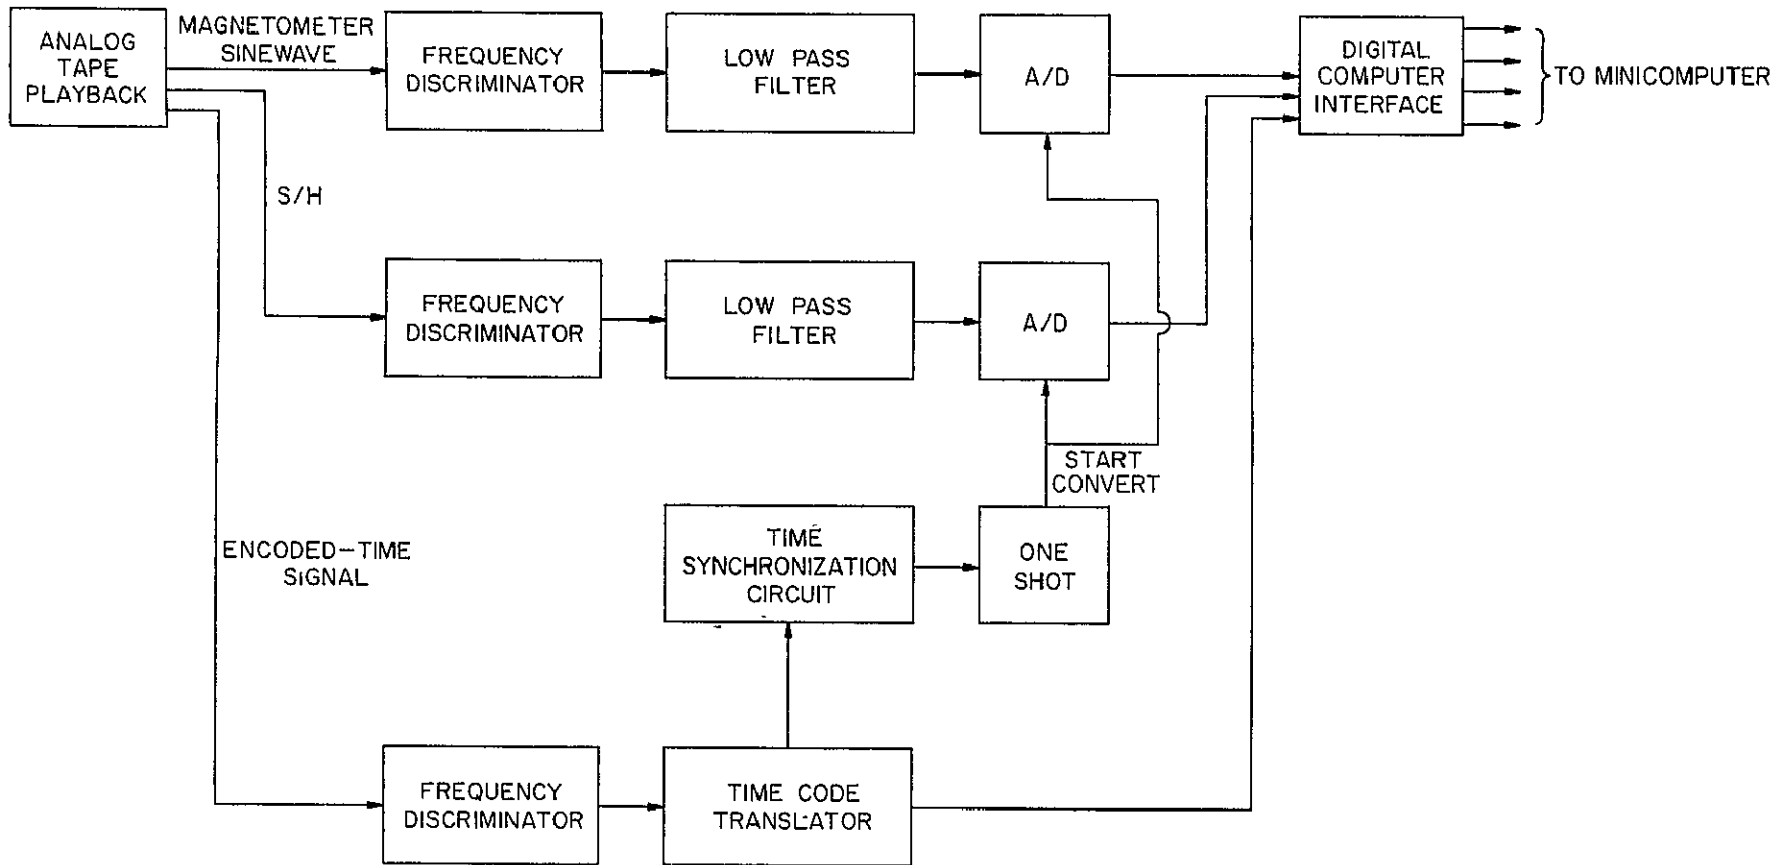 ANALOG
TAPE
PLAYBACK
MAGNETOMETER
SINEWAVE
FREQUENCY
DISCRIMINATOR
LOW PASS
FILTER
A/D
DIGITAL
COMPUTER
INTERFACE
TO MINICOMPUTER
S/H
FREQUENCY
DISCRIMINATOR
LOW PASS
FILTER
A/D
START
CONVERT
ENCODED-TIME
SIGNAL
TIME
SYNCHRONIZATION
CIRCUIT
ONE
SHOT
FREQUENCY
DISCRIMINATOR
TIME CODE
TRANSLATOR